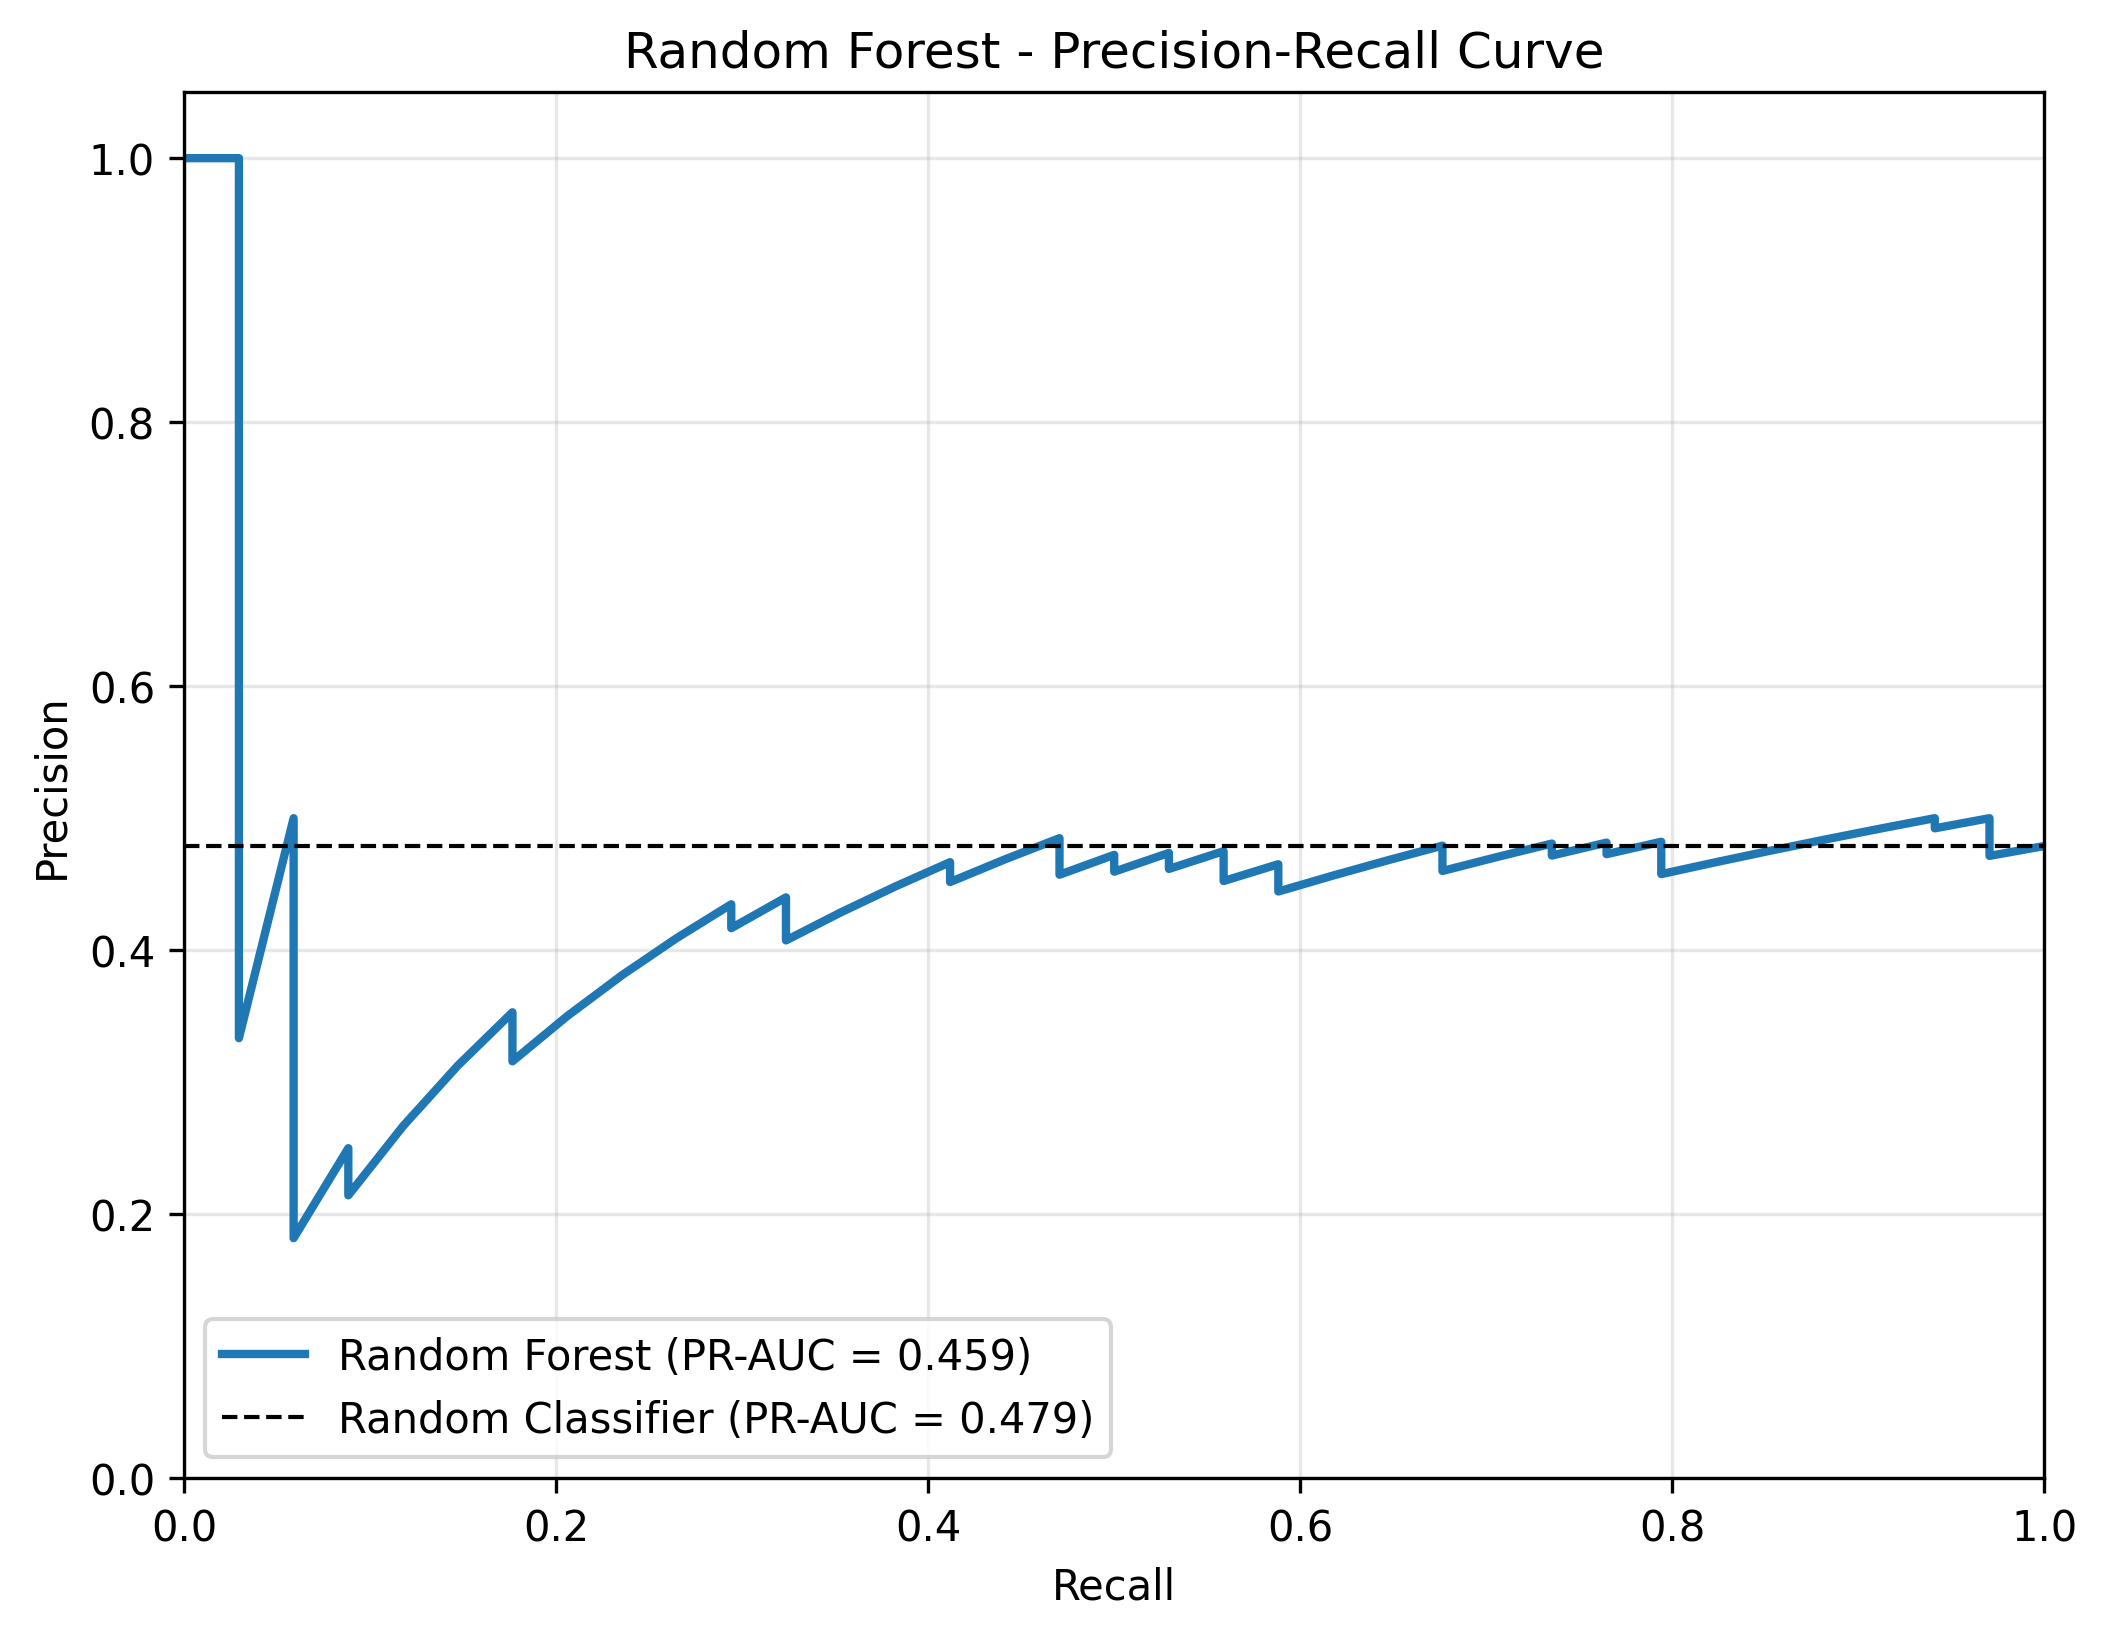 Random Forest - Precision-Recall Curve
1.0
0.8
0.6
0.4
0.2
0.0
Precision
Random Forest (PR-AUC = 0.459)
Random Classifier (PR-AUC = 0.479)
0.0 0.2 0.4 0.6 0.8 1.0
Recall